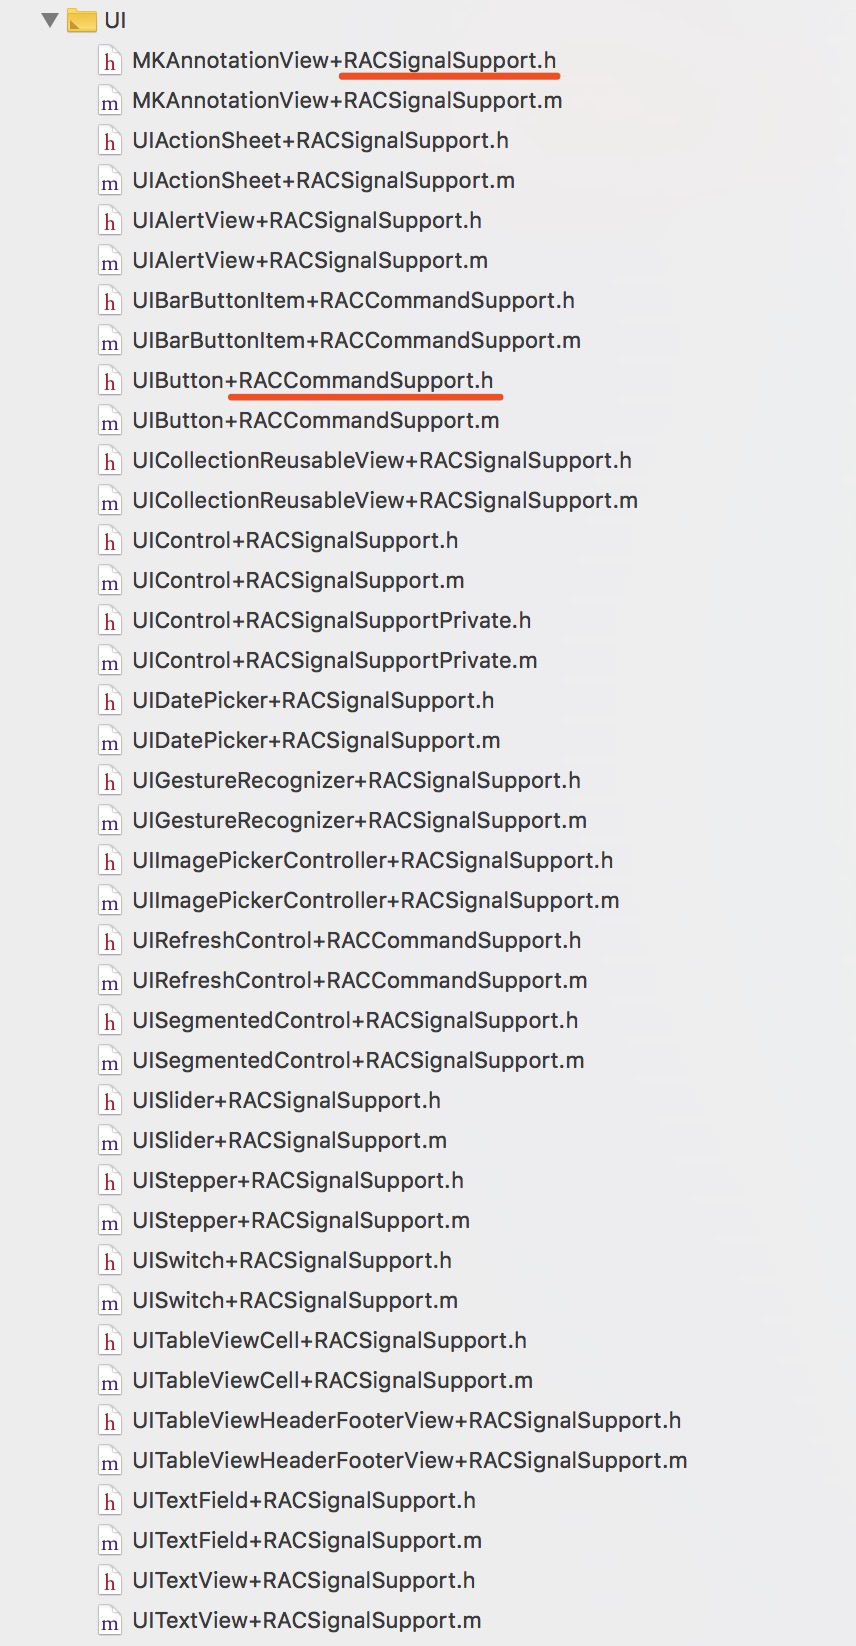 UI
h MKAnnotationView+RACSignalSupport.h
m MKAnnotationView+RACSignalSupport.m
h UIActionSheet+RACSignalSupport.h
m UIActionSheet+RACSignalSupport.m
h UIAlertView+RACSignalSupport.h
m UIAlertView+RACSignalSupport.m
h UIBarButtonItem+RACCommandSupport.h
m UIBarButtonItem+RACCommandSupport.m
h UIButton+RACCommandSupport.h
m UIButton+RACCommandSupport.m
h UICollectionReusableView+RACSignalSupport.h
m UICollectionReusableView+RACSignalSupport.m
h UIControl+RACSignalSupport.h
m UIControl+RACSignalSupport.m
h UIControl+RACSignalSupportPrivate.h
m UIControl+RACSignalSupportPrivate.m
h UIDatePicker+RACSignalSupport.h
m UIDatePicker+RACSignalSupport.m
h UIGestureRecognizer+RACSignalSupport.h
m UIGestureRecognizer+RACSignalSupport.m
h UIImagePickerController+RACSignalSupport.h
m UIImagePickerController+RACSignalSupport.m
h UIRefreshControl+RACCommandSupport.h
m UIRefreshControl+RACCommandSupport.m
h UISegmentedControl+RACSignalSupport.h
m UISegmentedControl+RACSignalSupport.m
h UISlider+RACSignalSupport.h
m UISlider+RACSignalSupport.m
h UIStepper+RACSignalSupport.h
m UIStepper+RACSignalSupport.m
h UISwitch+RACSignalSupport.h
m UISwitch+RACSignalSupport.m
h UITableViewCell+RACSignalSupport.h
m UITableViewCell+RACSignalSupport.m
h UITableViewHeaderFooterView+RACSignalSupport.h
m UITableViewHeaderFooterView+RACSignalSupport.m
h UITextField+RACSignalSupport.h
m UITextField+RACSignalSupport.m
h UITextView+RACSignalSupport.h
m UITextView+RACSignalSupport.m